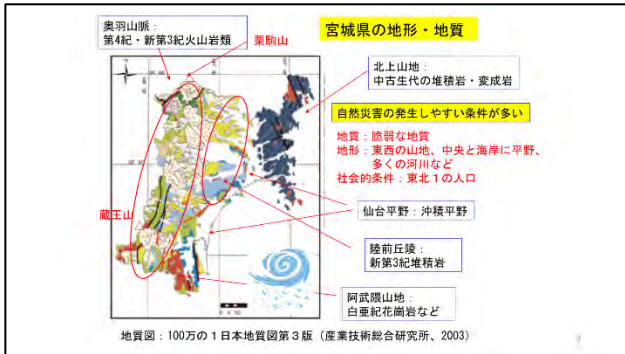 奥羽山脈：
第4紀・新第3紀火山岩類
栗駒山
宮城県の地形・地質
北上山地：
中古生代の堆積岩・変成岩
自然災害の発生しやすい条件が多い
地質：脆弱な地質
地形：東西の山地、中央と海岸に平野、
多くの河川など
社会的条件：東北１の人口
仙台平野：沖積平野
蔵王山
陸前丘陵：
新第3紀堆積岩
阿武隈山地：
白亜紀花崗岩など
地質図：100万の１日本地質図第３版（産業技術総合研究所、2003）